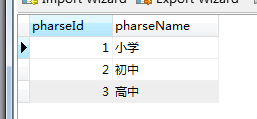 Import Wizard Export Wizard
pharseId pharseName
1 小学
2 初中
3 高中